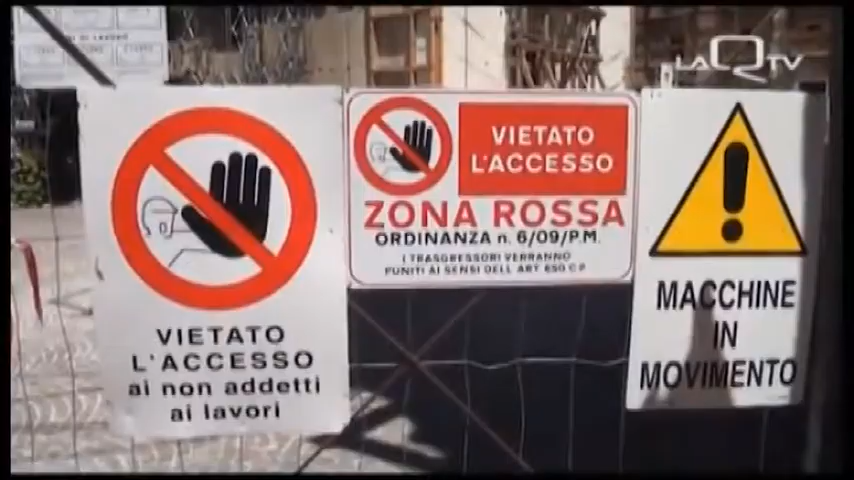 LAQTV
VIETATO
L'ACCESSO
ai non addetti
ai lavori
VIETATO
L'ACCESSO
ZONA ROSSA
ORDINANZA n. 6/09/P.M.
I TRASGRESSORI VERRANNO
PUNITI AI SENSI DELL'ART 650 C.P
MACCHINE
IN
MOVIMENTO